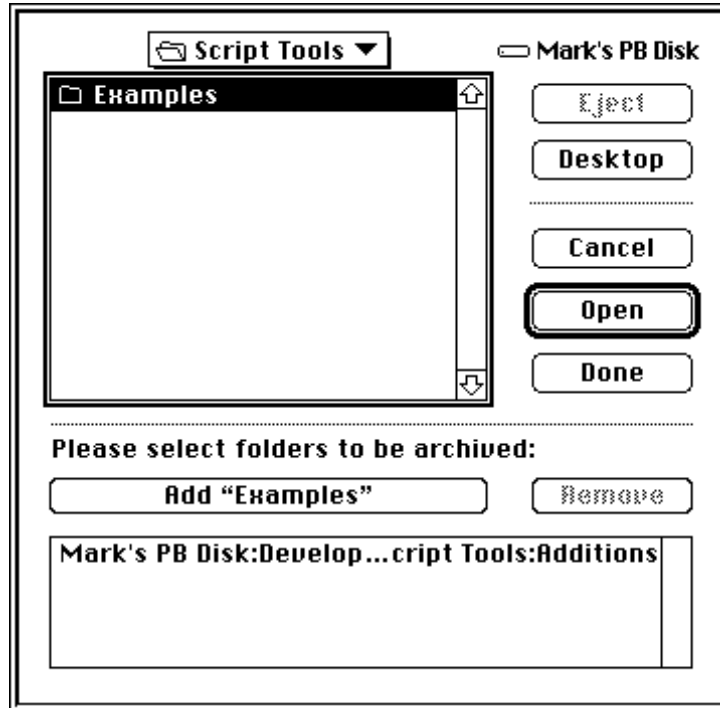 Script Tools
Mark's PB Disk
Examples
Eject
Desktop
Cancel
Open
Done
Please select folders to be archived:
Add “Examples”
Remove
Mark's PB Disk:Develop...cript Tools:Additions